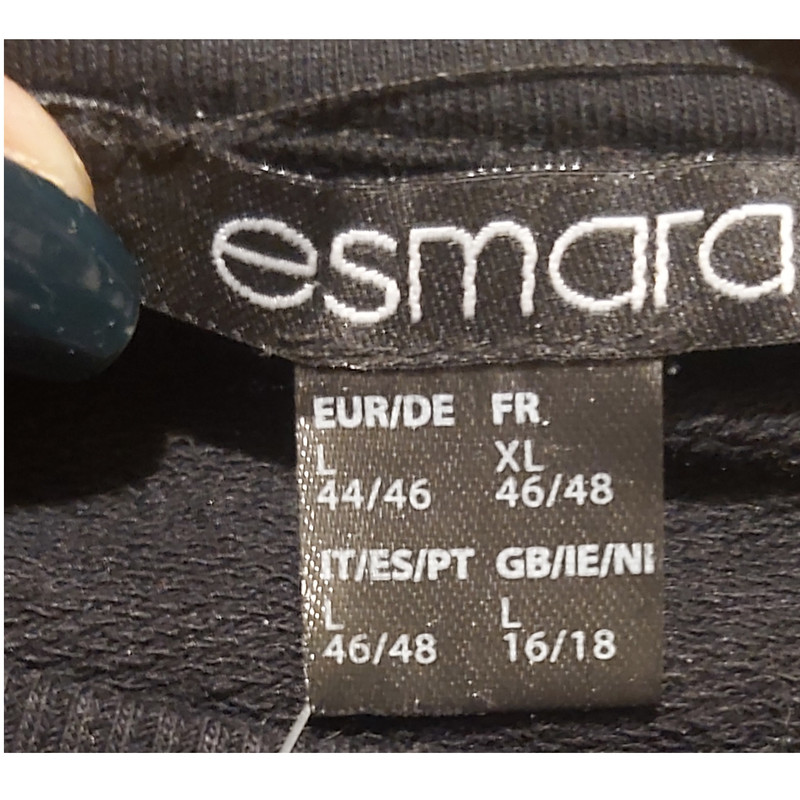 esmara
EUR/DE FR
L XL
44/46 46/48
IT/ES/PT GB/IE/NI
L L
46/48 16/18